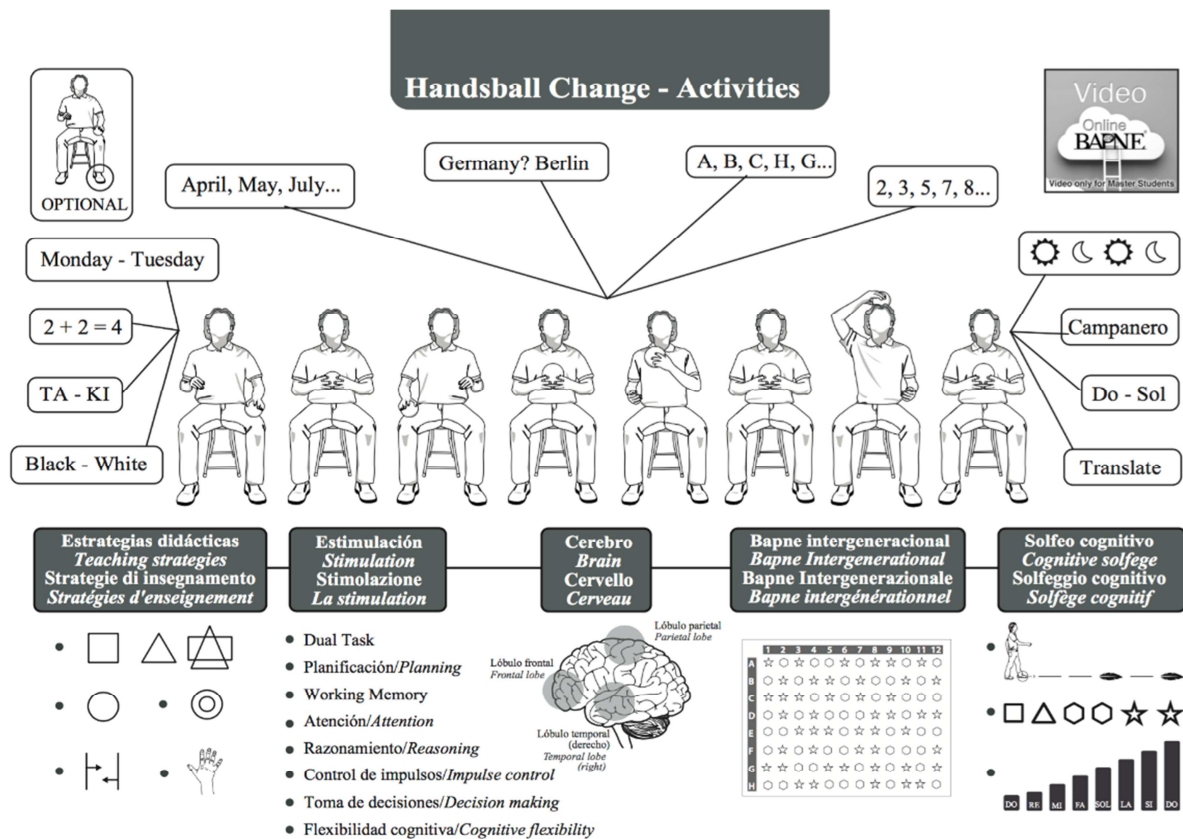 Handsball Change - Activities
OPTIONAL
April, May, July...
Germany? Berlin
A, B, C, H, G...
2, 3, 5, 7, 8...
Video
Online
BAPNE
Video only for Master Students
Monday - Tuesday
2 + 2 = 4
TA - KI
Black - White
Campanero
Do - Sol
Translate
Estrategias didácticas
Teaching strategies
Strategie di insegnamento
Stratégies d'enseignement
Estimulación
Stimulation
Stimolazione
La stimulation
Cerebro
Brain
Cervello
Cerveau
Bapne intergeneracional
Bapne Intergenerational
Bapne Intergenerazionale
Bapne intergénérationnel
Solfeo cognitivo
Cognitive solfege
Solfeggio cognitivo
Solfège cognitif
Dual Task
Planificación/Planning
Working Memory
Atención/Attention
Razonamiento/Reasoning
Control de impulsos/Impulse control
Toma de decisiones/Decision making
Flexibilidad cognitiva/Cognitive flexibility
Lóbulo parietal
Parietal lobe
Lóbulo frontal
Frontal lobe
Lóbulo temporal
(derecho)
Temporal lobe
(right)
1 2 3 4 5 6 7 8 9 10 11 12
A
B
C
D
E
F
G
H
DO RE MI FA SOL LA SI DO